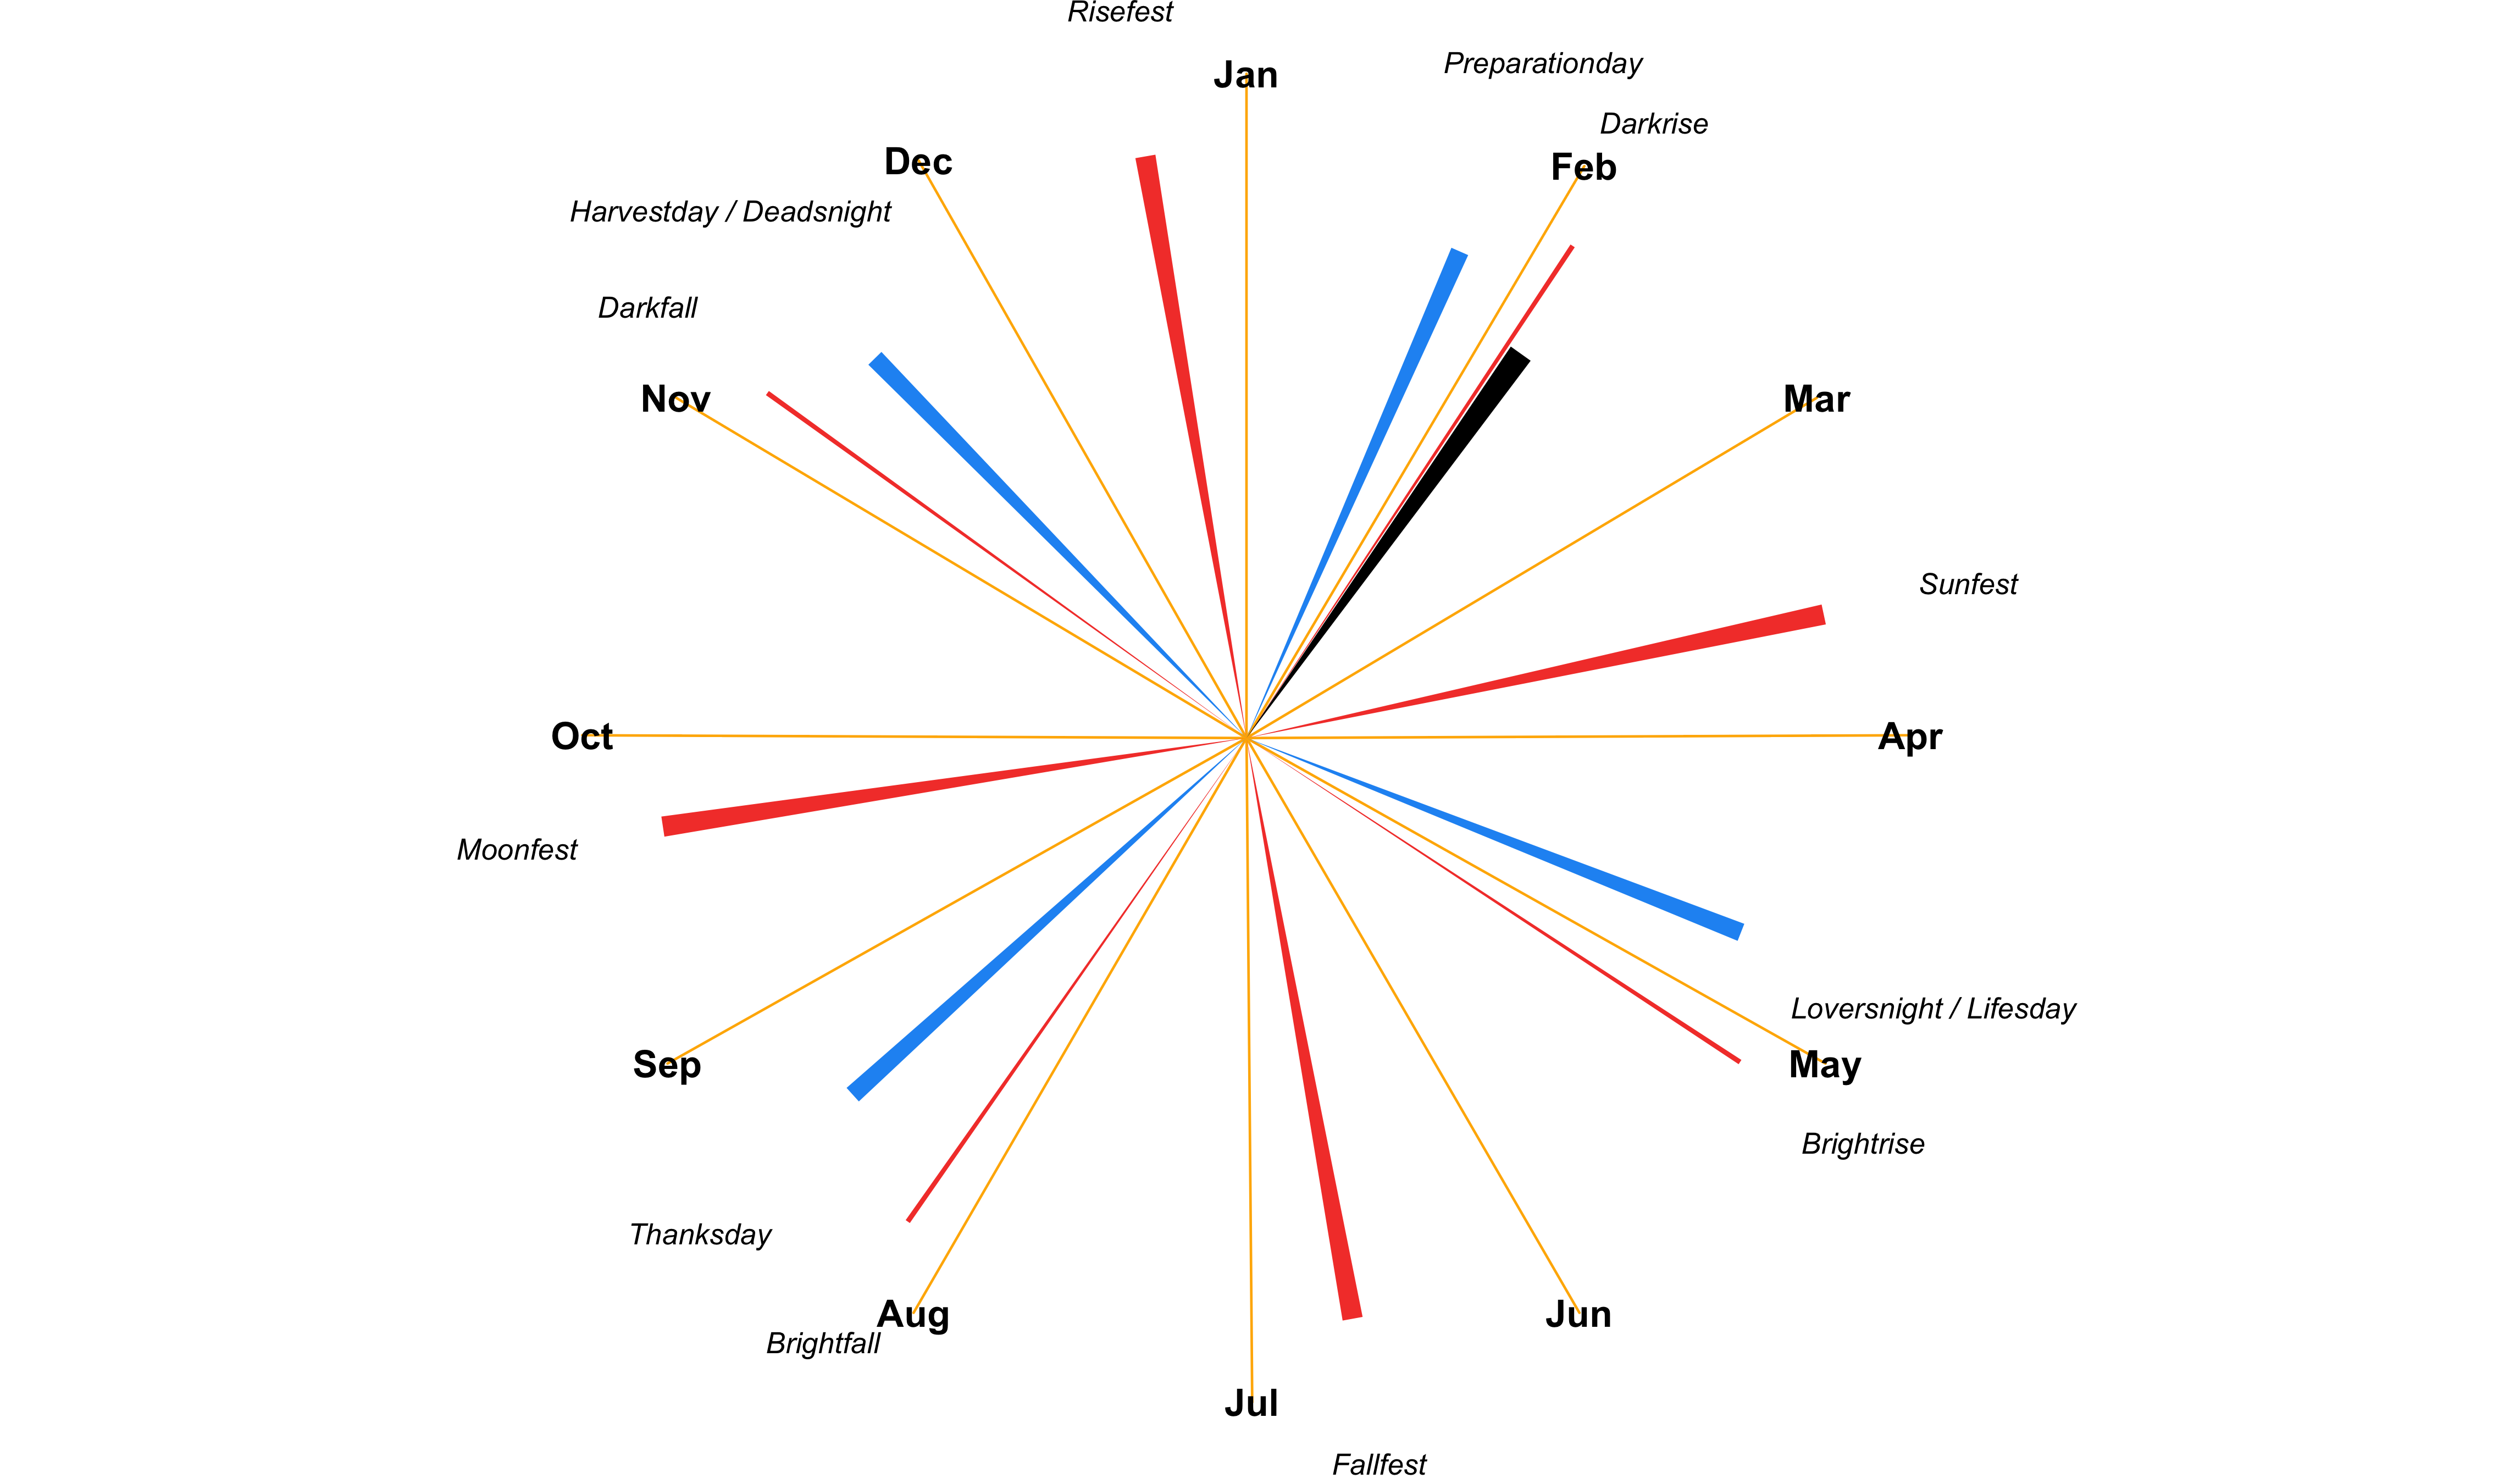 Risefest
Jan
Preparationday
Darkrise
Dec
Feb
Harvestday / Deadsnight
Darkfall
Nov
Mar
Sunfest
Oct
Apr
Moonfest
Loversnight / Lifesday
Sep
May
Brightrise
Thanksday
Aug
Jun
Brightfall
Jul
Fallfest